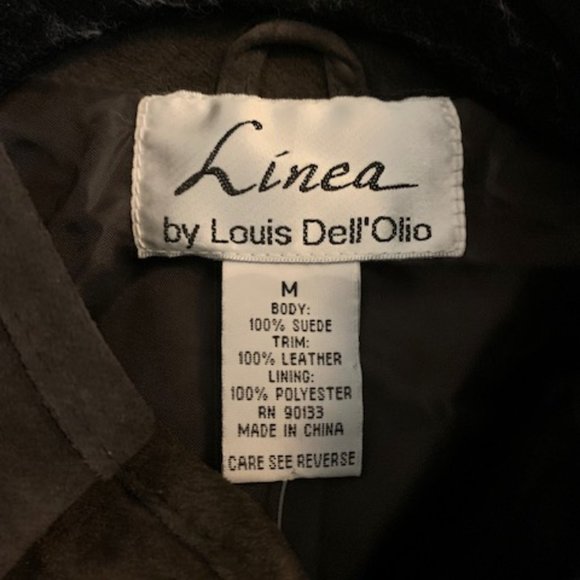 Linea
by Louis Dell'Olio
M
BODY:
100% SUEDE
TRIM:
100% LEATHER
LINING:
100% POLYESTER
RN 90133
MADE IN CHINA
CARE SEE REVERSE